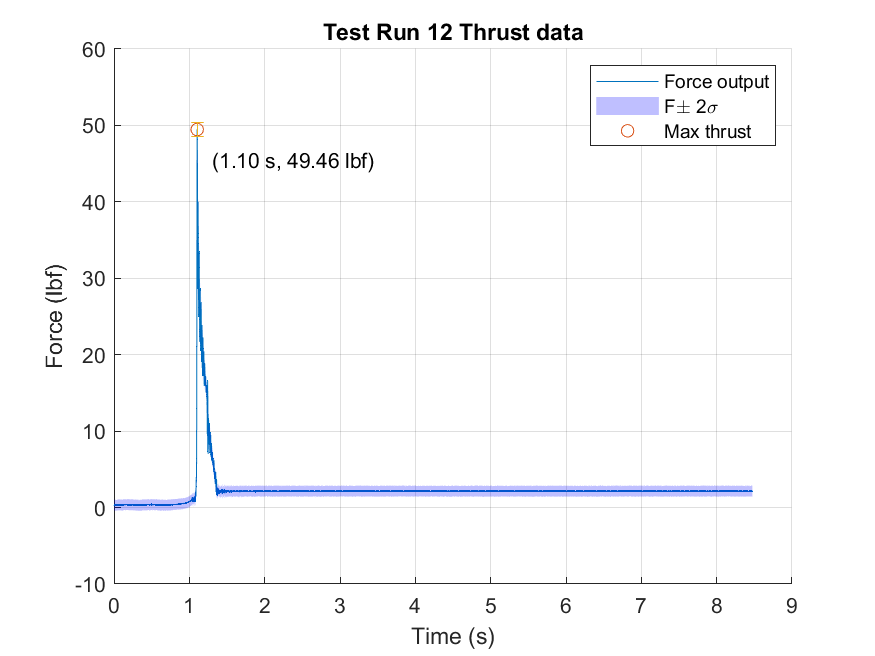 Test Run 12 Thrust data
60
50
40
30
20
10
0
-10
Force (lbf)
Force output
F± 2σ
Max thrust
(1.10 s, 49.46 lbf)
0 1 2 3 4 5 6 7 8 9
Time (s)